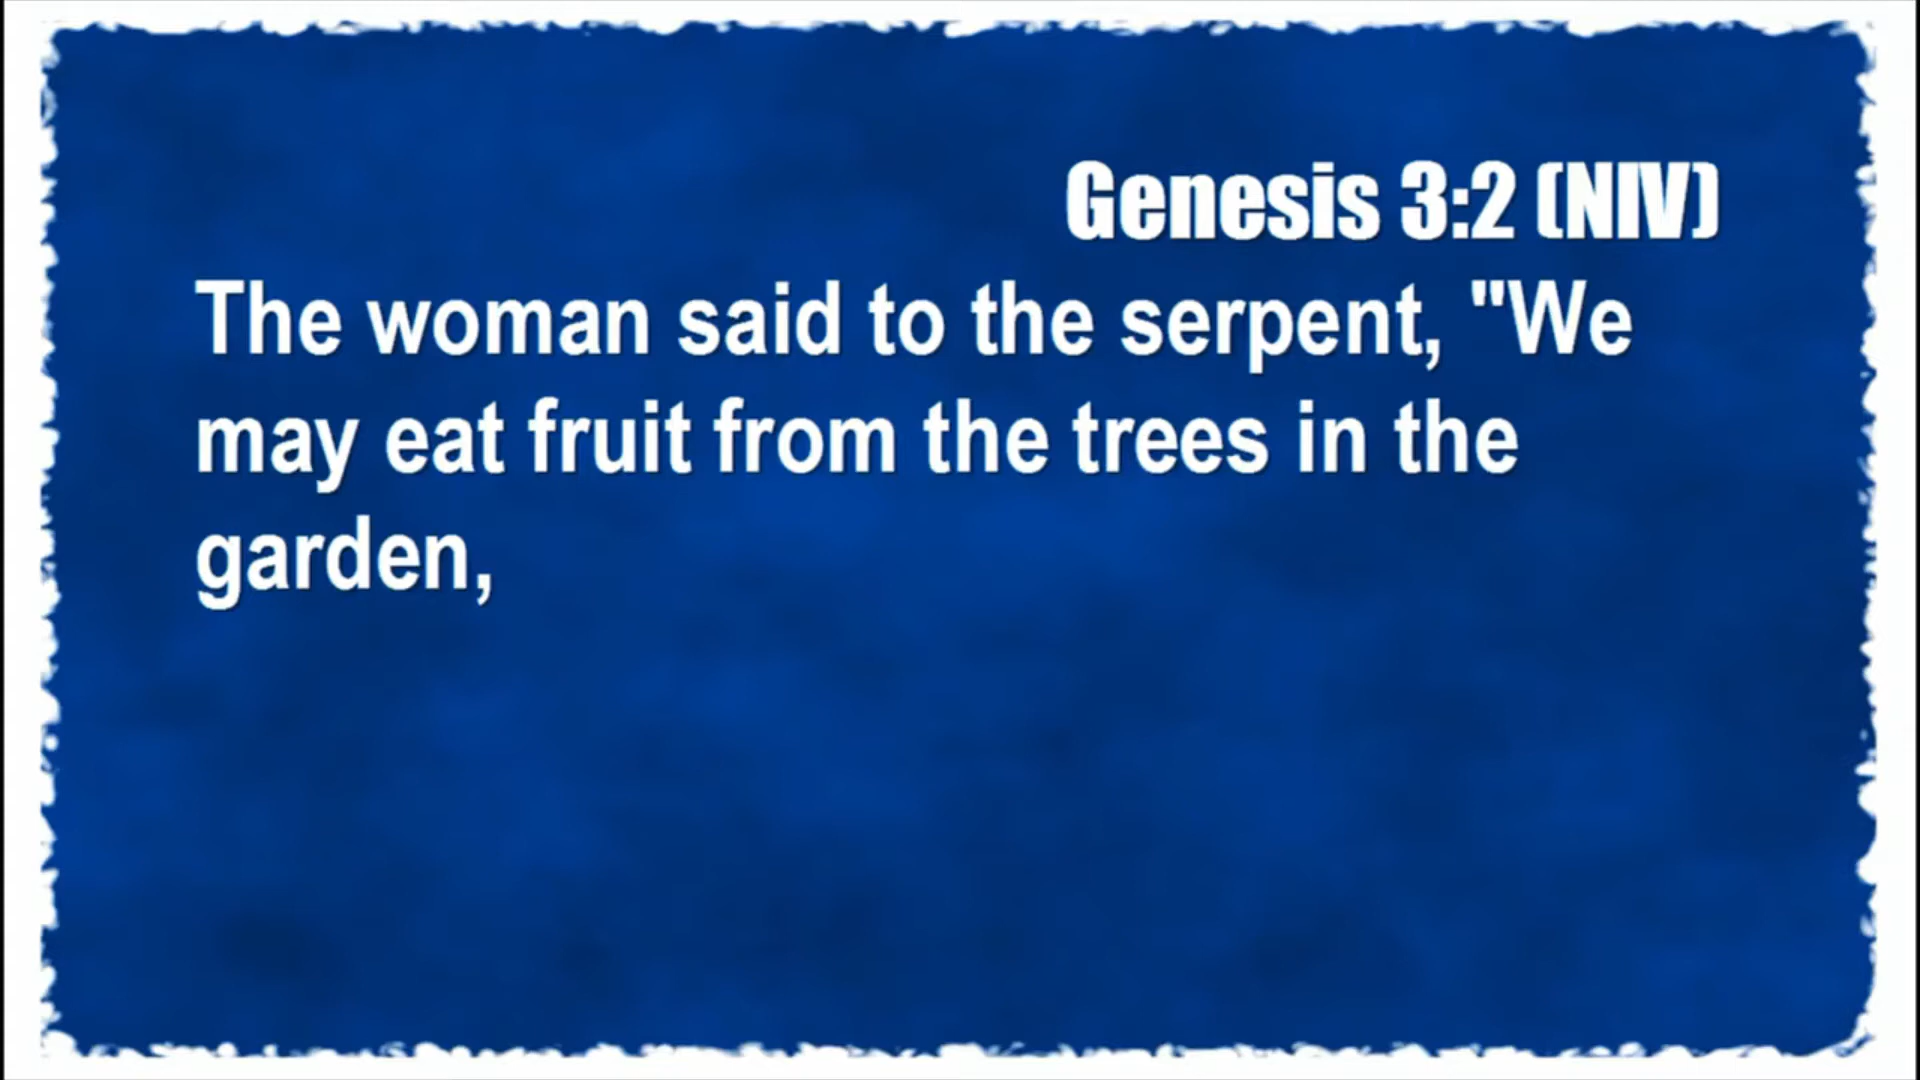 Genesis 3:2 (NIV)
The woman said to the serpent, "We
may eat fruit from the trees in the
garden,